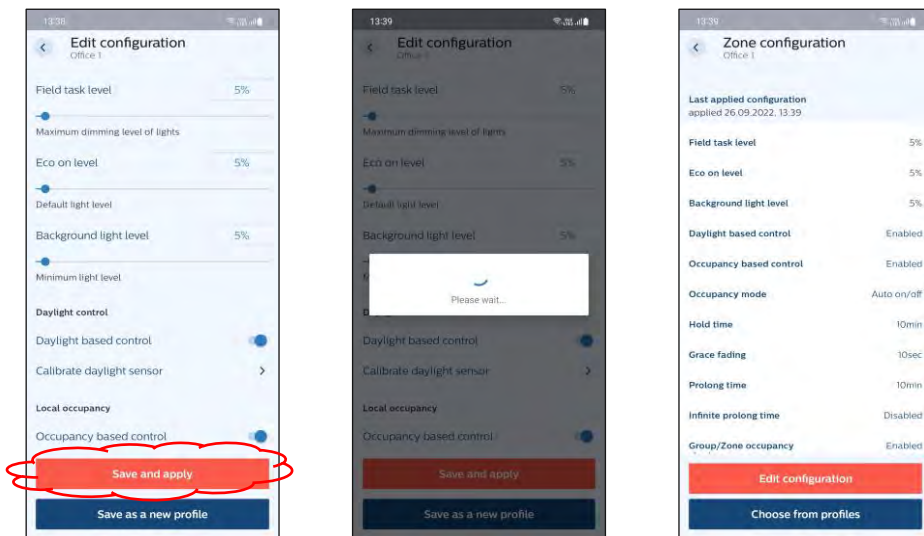 13:38
Edit configuration
Office 1
Field task level 5%
Maximum dimming level of lights
Eco on level 5%
Default light level
Background light level 5%
Minimum light level
Daylight control
Daylight based control
Calibrate daylight sensor
Local occupancy
Occupancy based control
Save and apply
Save as a new profile
13:39
Edit configuration
Office 1
Field task level 5%
Maximum dimming level of lights
Eco on level 5%
Default light level
Background light level 5%
Please wait...
Daylight based control
Calibrate daylight sensor
Local occupancy
Occupancy based control
Save and apply
Save as a new profile
13:39
Zone configuration
Office 1
Last applied configuration
applied 26.09.2022, 13.39
Field task level 5%
Eco on level 5%
Background light level 5%
Daylight based control Enabled
Occupancy based control Enabled
Occupancy mode Auto on/off
Hold time 10min
Grace fading 10sec
Prolong time 10min
Infinite prolong time Disabled
Group/Zone occupancy Enabled
Edit configuration
Choose from profiles